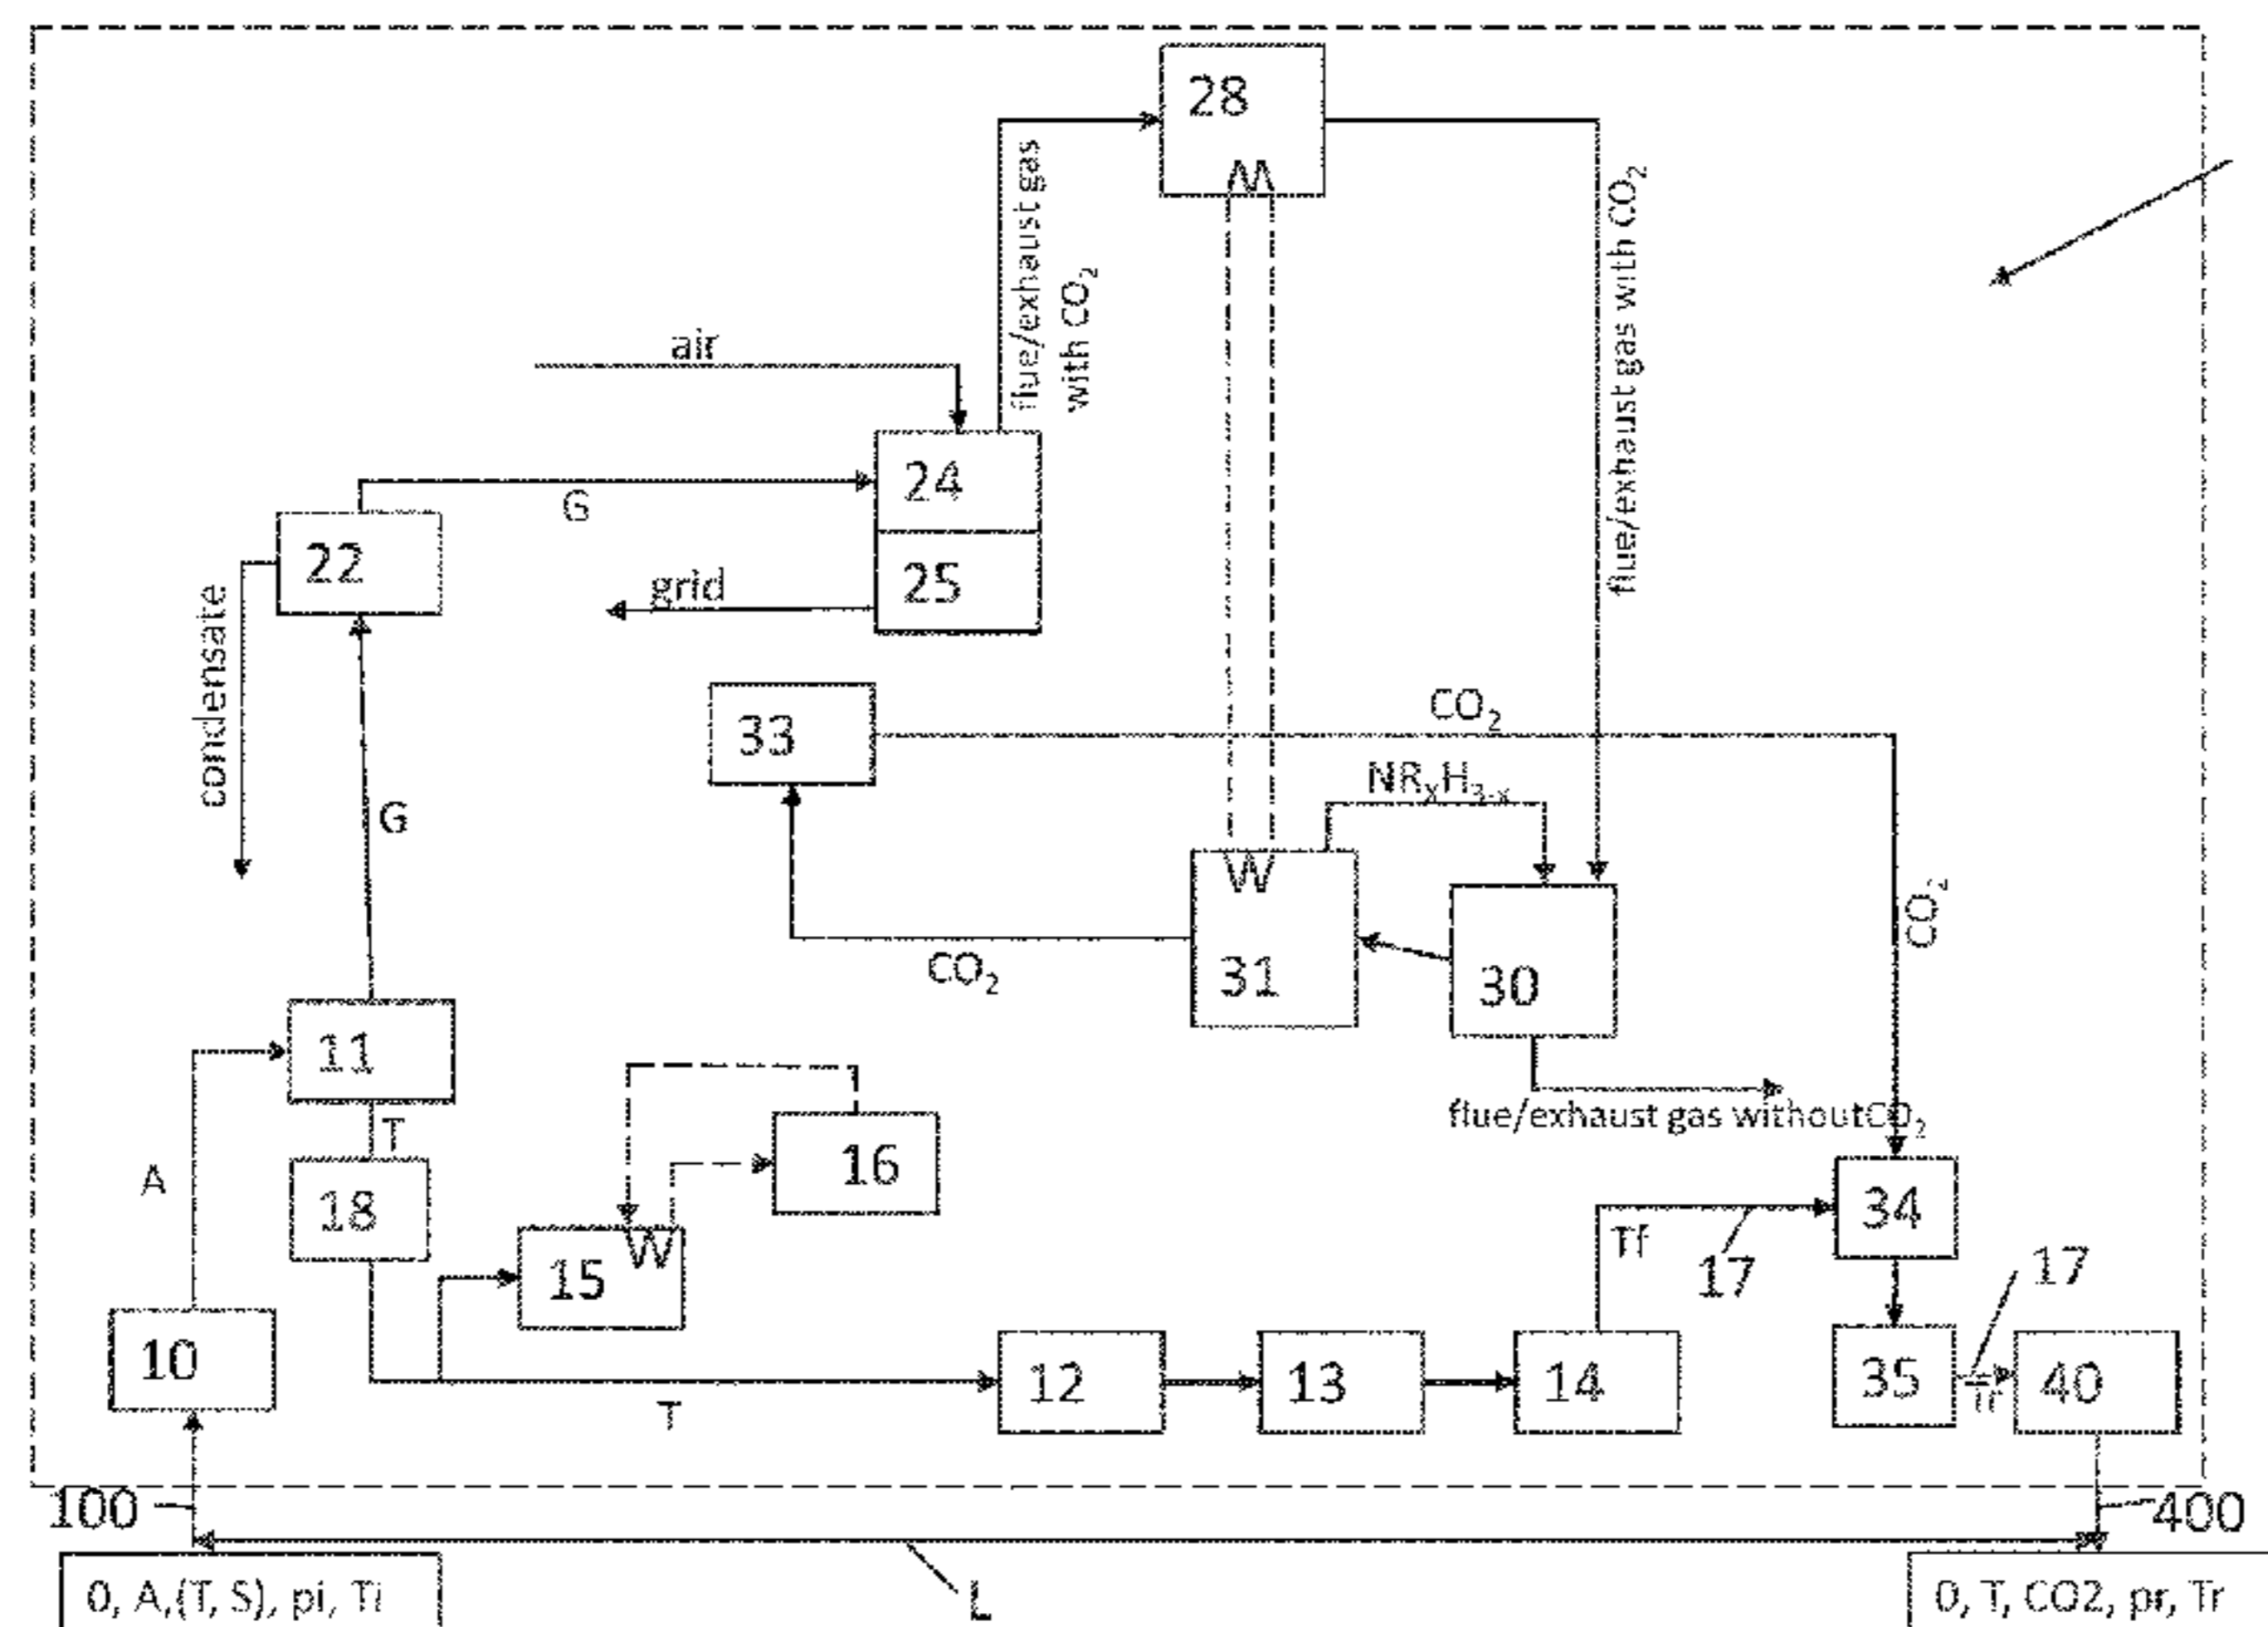 28
flue/exhaust gas
with CO₂
flue/exhaust gas with CO₂
air
24
G
22
25
grid
condensate
33
CO₂
NRₓH₃₋ₓ
G
W
CO₂
31
30
CO₂
11
flue/exhaust gas withoutCO₂
T
16
A
18
34
W
15
Tf
17
17
10
12
13
14
35
Tr
40
T
100
400
0, A,(T, S), pi, Ti
L
0, T, CO2, pr, Tr